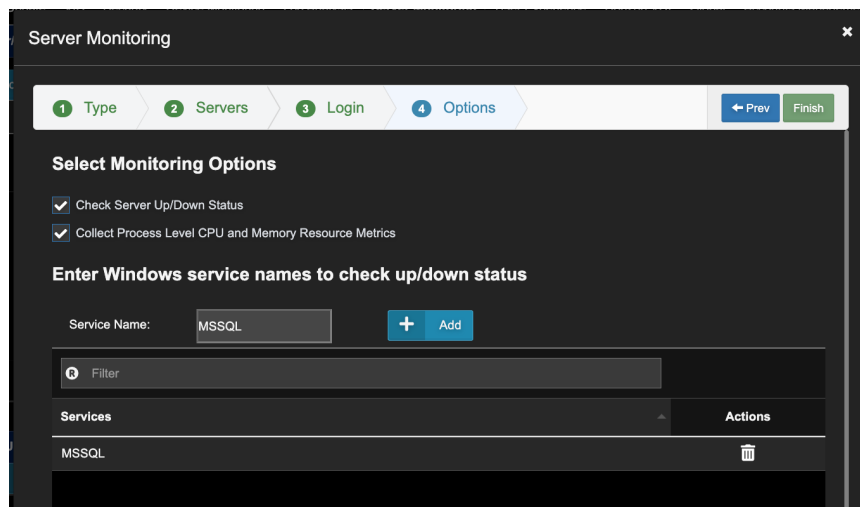 Server Monitoring
×
1 Type 2 Servers 3 Login 4 Options Prev Finish
Select Monitoring Options
Check Server Up/Down Status
Collect Process Level CPU and Memory Resource Metrics
Enter Windows service names to check up/down status
Service Name: MSSQL Add
R Filter
Services Actions
MSSQL